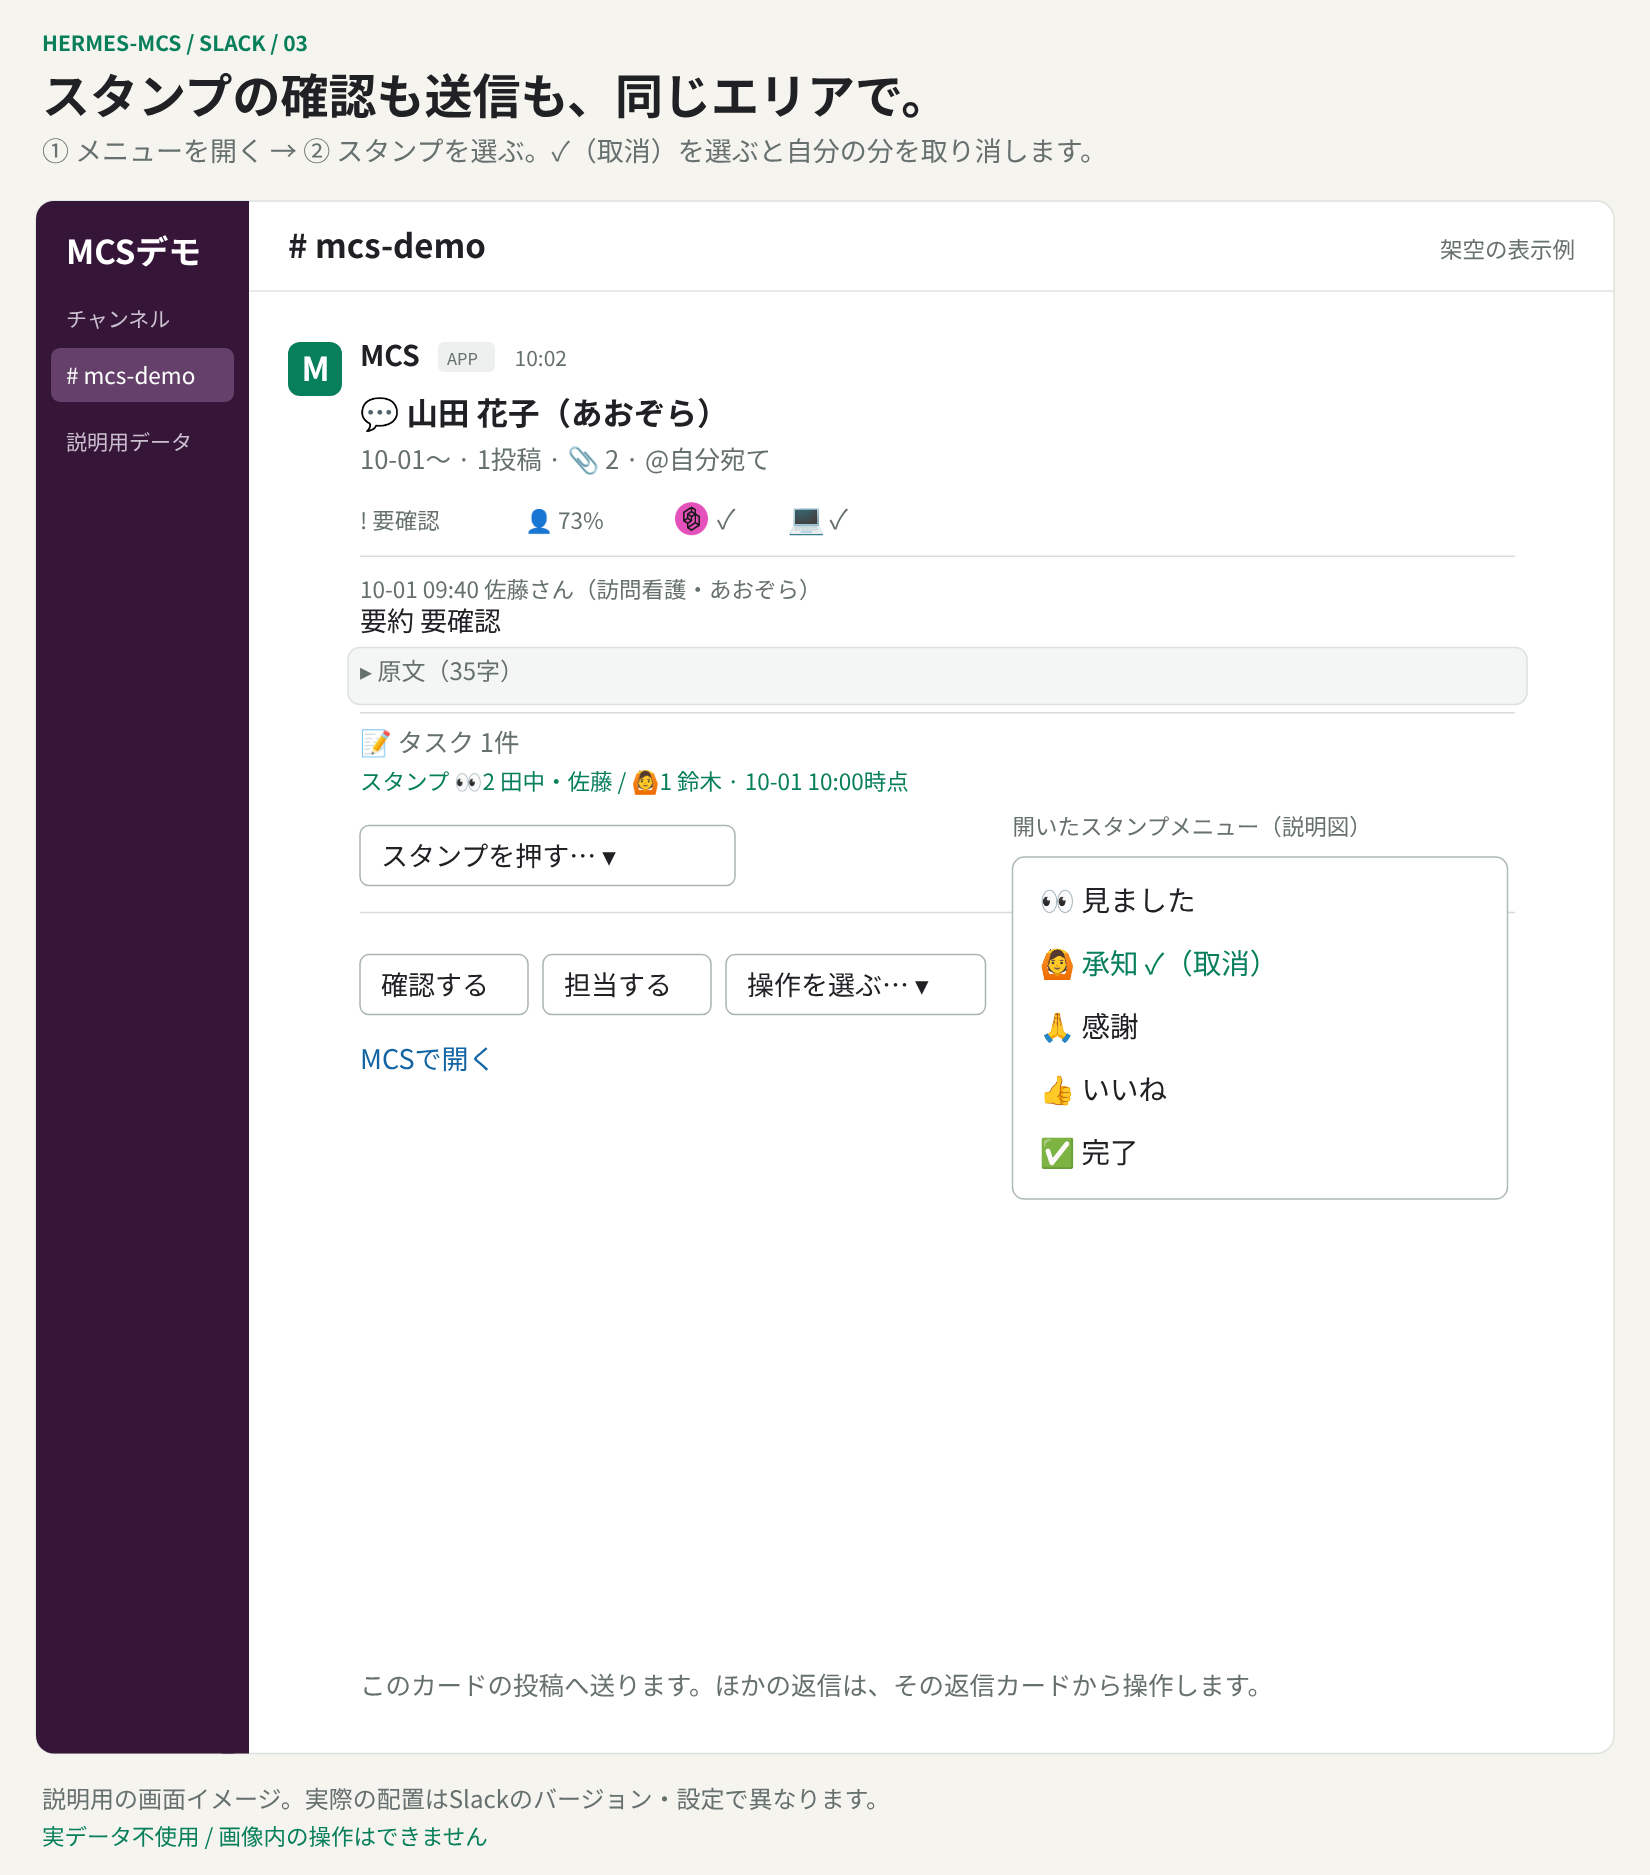 HERMES-MCS / SLACK / 03
スタンプの確認も送信も、同じエリアで。
① メニューを開く → ② スタンプを選ぶ。✓（取消）を選ぶと自分の分を取り消します。
MCSデモ
チャンネル
# mcs-demo
説明用データ
# mcs-demo
架空の表示例
M
MCS APP 10:02
💬 山田 花子（あおぞら）
10-01〜 · 1投稿 · 📎 2 · @自分宛て
! 要確認 👤 73% ✓ 💻 ✓
10-01 09:40 佐藤さん（訪問看護・あおぞら）
要約 要確認
▸ 原文（35字）
📝 タスク 1件
スタンプ 👀2 田中・佐藤 / 🙆1 鈴木 · 10-01 10:00時点
スタンプを押す… ▾
確認する
担当する
操作を選ぶ… ▾
MCSで開く
開いたスタンプメニュー（説明図）
👀 見ました
🙆 承知 ✓（取消）
🙏 感謝
👍 いいね
✅ 完了
このカードの投稿へ送ります。ほかの返信は、その返信カードから操作します。
説明用の画面イメージ。実際の配置はSlackのバージョン・設定で異なります。
実データ不使用 / 画像内の操作はできません